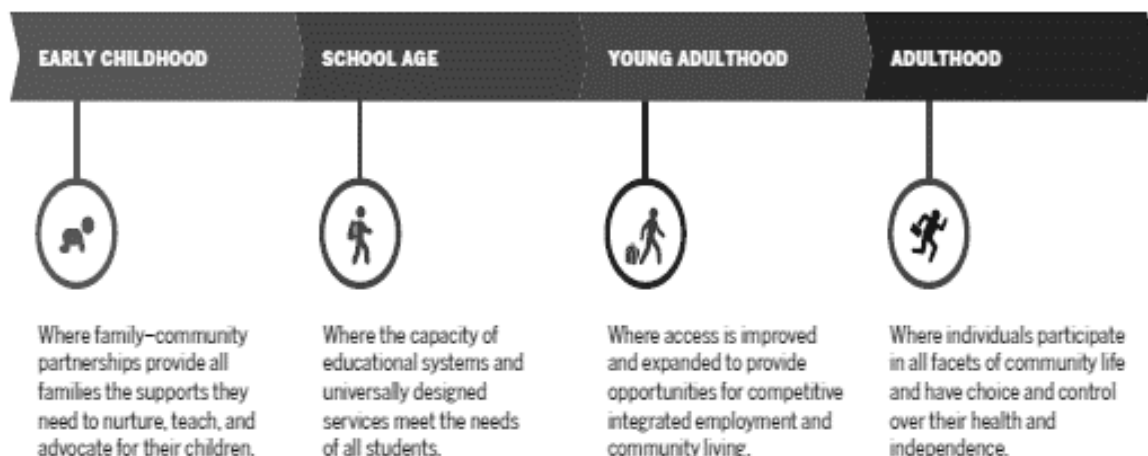 EARLY CHILDHOOD
SCHOOL AGE
YOUNG ADULTHOOD
ADULTHOOD
Where family–community
partnerships provide all
families the supports they
need to nurture, teach, and
advocate for their children.
Where the capacity of
educational systems and
universally designed
services meet the needs
of all students.
Where access is improved
and expanded to provide
opportunities for competitive
integrated employment and
community living.
Where individuals participate
in all facets of community life
and have choice and control
over their health and
independence.